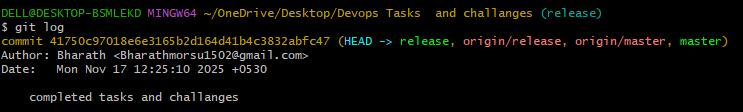 DELL@DESKTOP-BSMLEKD MINGW64 ~/OneDrive/Desktop/Devops Tasks  and challanges (release)
$ git log
commit 41750c97018e6e3165b2d164d41b4c3832abfc47 (HEAD -> release, origin/release, origin/master, master)
Author: Bharath <Bharathmorsu1502@gmail.com>
Date:   Mon Nov 17 12:25:10 2025 +0530
    completed tasks and challanges